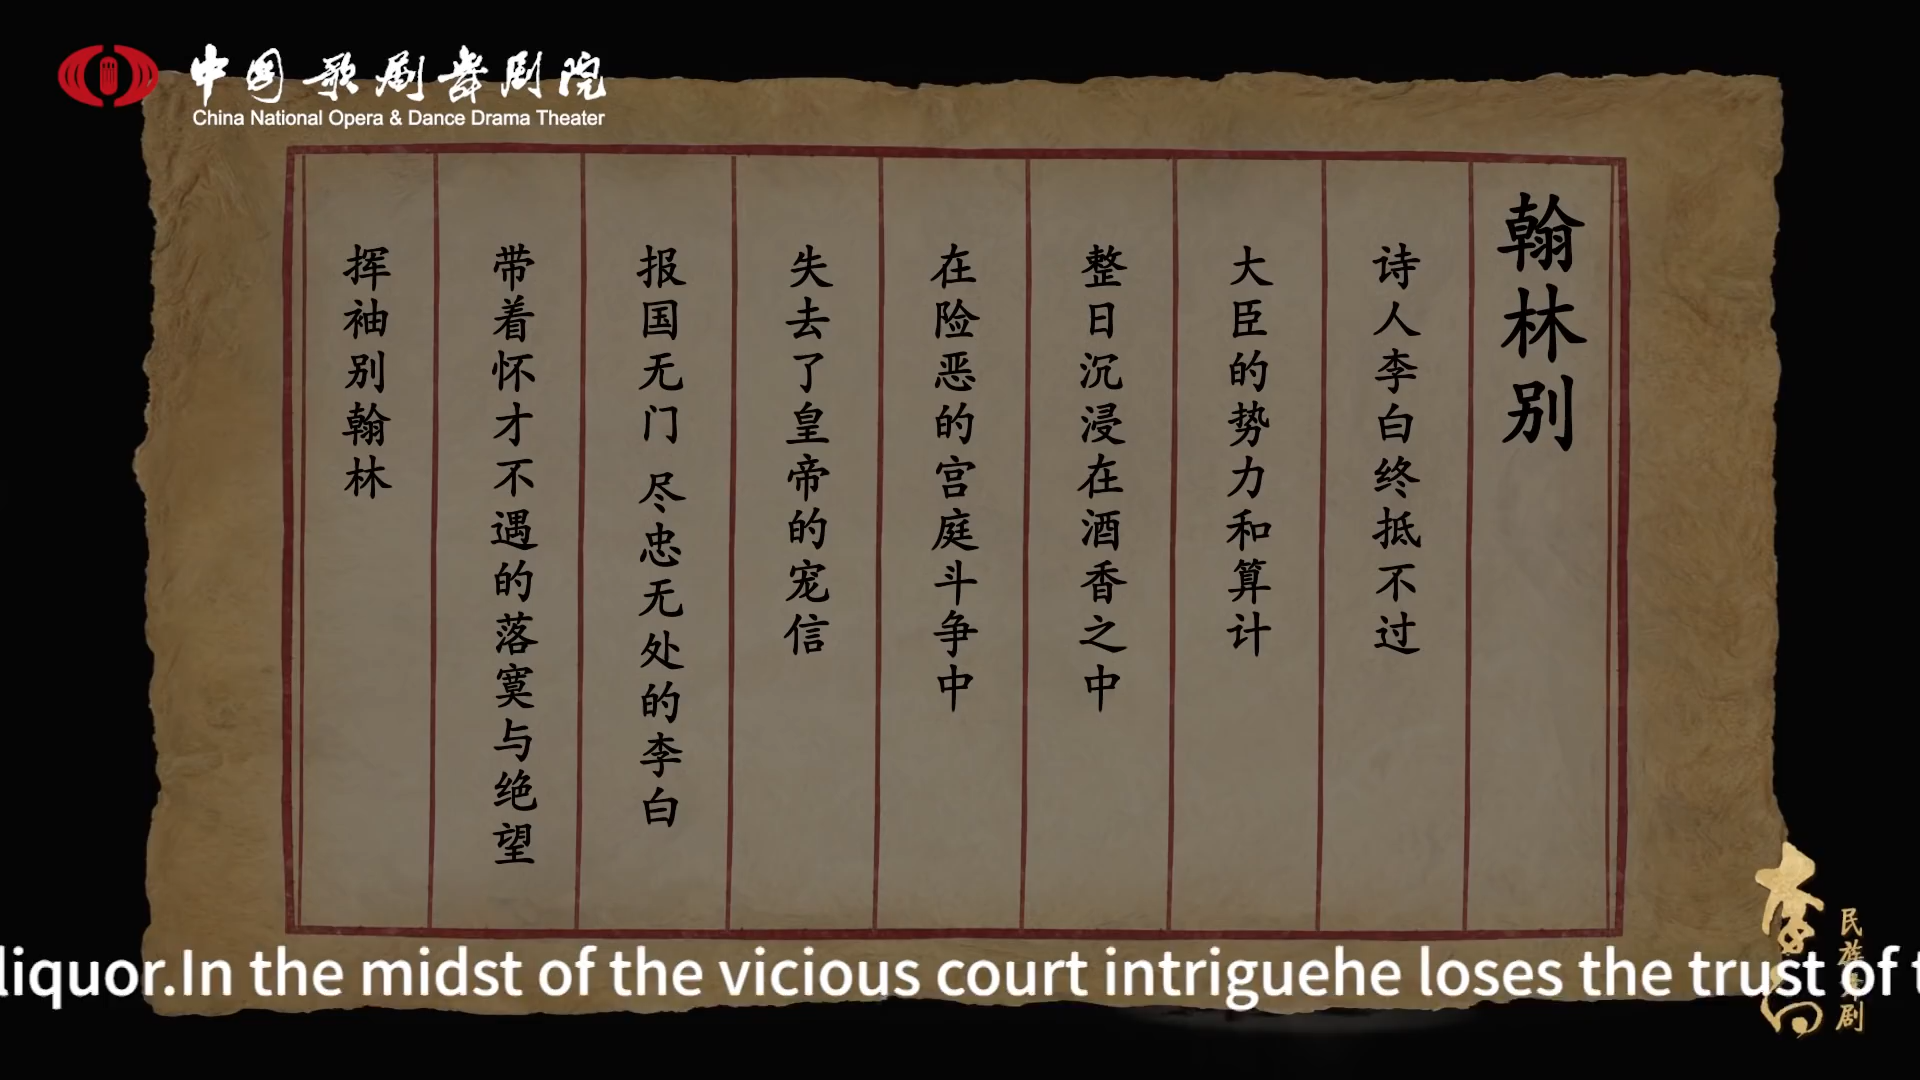 中国歌剧舞剧院
China National Opera & Dance Drama Theater
翰林别
诗人李白终抵不过
大臣的势力和算计
整日沉浸在酒香之中
在险恶的宫庭斗争中
失去了皇帝的宠信
报国无门 尽忠无处的李白
带着怀才不遇的落寞与绝望
挥袖别翰林
liquor.In the midst of the vicious court intriguehe loses the trust of
李白
民族舞剧